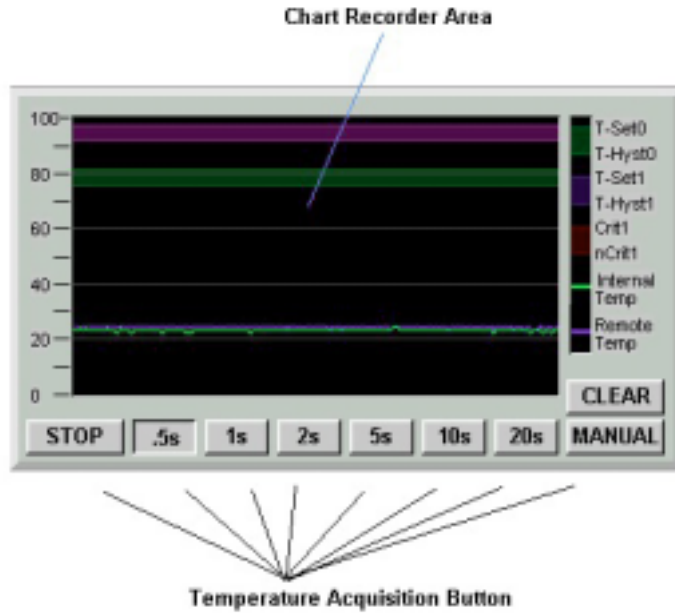 Chart Recorder Area
100
80
60
40
20
0
T-Set0
T-Hyst0
T-Set1
T-Hyst1
Crit1
nCrit1
Internal
Temp
Remote
Temp
CLEAR
STOP .5s 1s 2s 5s 10s 20s MANUAL
Temperature Acquisition Button